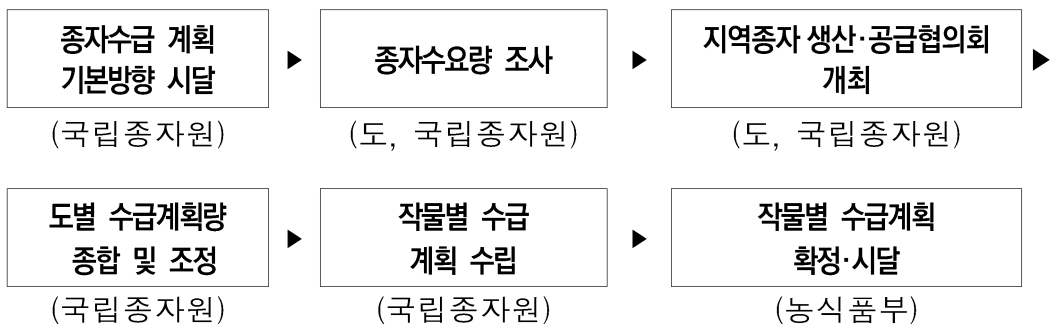 종자수급 계획
기본방향 시달
▶
종자수요량 조사
▶
지역종자 생산·공급협의회
개최
▶
(국립종자원)
(도, 국립종자원)
(도, 국립종자원)
도별 수급계획량
종합 및 조정
▶
작물별 수급
계획 수립
▶
작물별 수급계획
확정·시달
(국립종자원)
(국립종자원)
(농식품부)